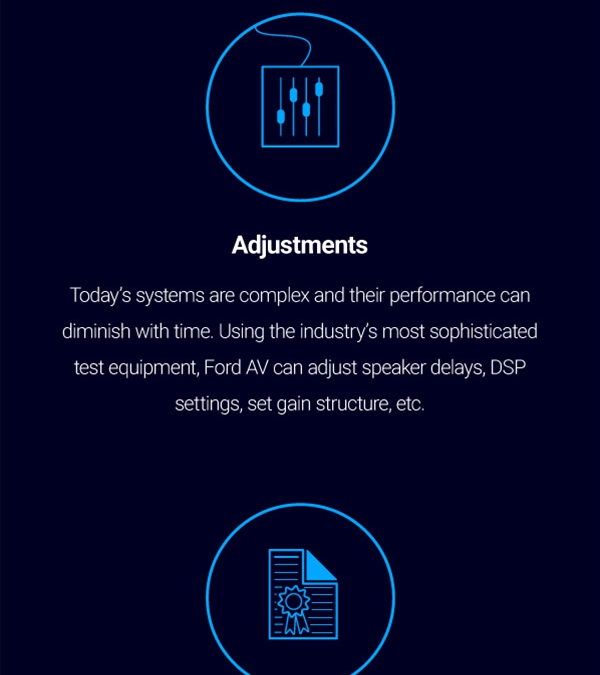 Adjustments
Today’s systems are complex and their performance can
diminish with time. Using the industry’s most sophisticated
test equipment, Ford AV can adjust speaker delays, DSP
settings, set gain structure, etc.